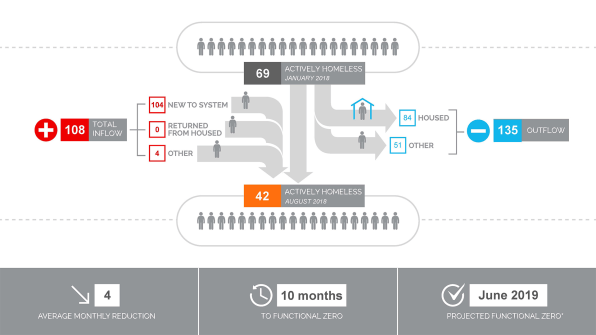 69 ACTIVELY HOMELESS
JANUARY 2018
108 TOTAL
INFLOW
104 NEW TO SYSTEM
0 RETURNED
FROM HOUSED
4 OTHER
84 HOUSED
51 OTHER
135 OUTFLOW
42 ACTIVELY HOMELESS
AUGUST 2018
4
AVERAGE MONTHLY REDUCTION
10 months
TO FUNCTIONAL ZERO
June 2019
PROJECTED FUNCTIONAL ZERO*